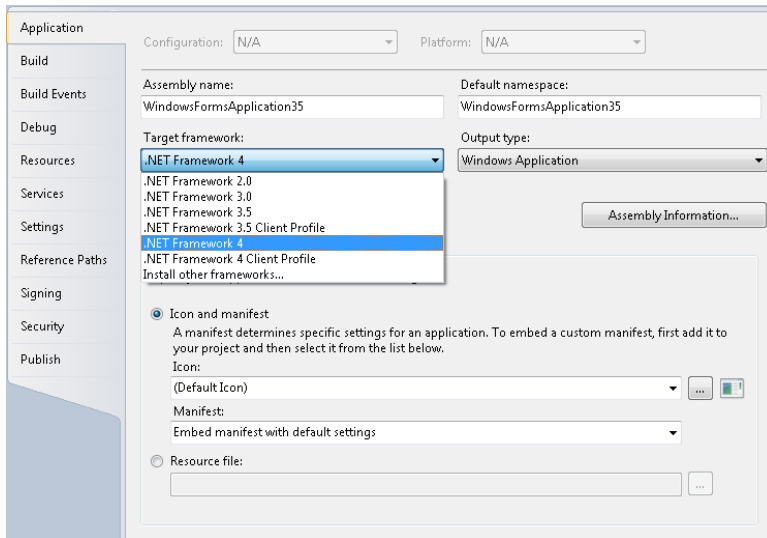 Application
Build
Build Events
Debug
Resources
Services
Settings
Reference Paths
Signing
Security
Publish
Configuration: N/A Platform: N/A
Assembly name: Default namespace:
WindowsFormsApplication35 WindowsFormsApplication35
Target framework: Output type:
.NET Framework 4 Windows Application
.NET Framework 2.0
.NET Framework 3.0
.NET Framework 3.5
.NET Framework 3.5 Client Profile
.NET Framework 4
.NET Framework 4 Client Profile
Install other frameworks...
Assembly Information...
Icon and manifest
A manifest determines specific settings for an application. To embed a custom manifest, first add it to
your project and then select it from the list below.
Icon:
(Default Icon)
...
Manifest:
Embed manifest with default settings
Resource file:
...